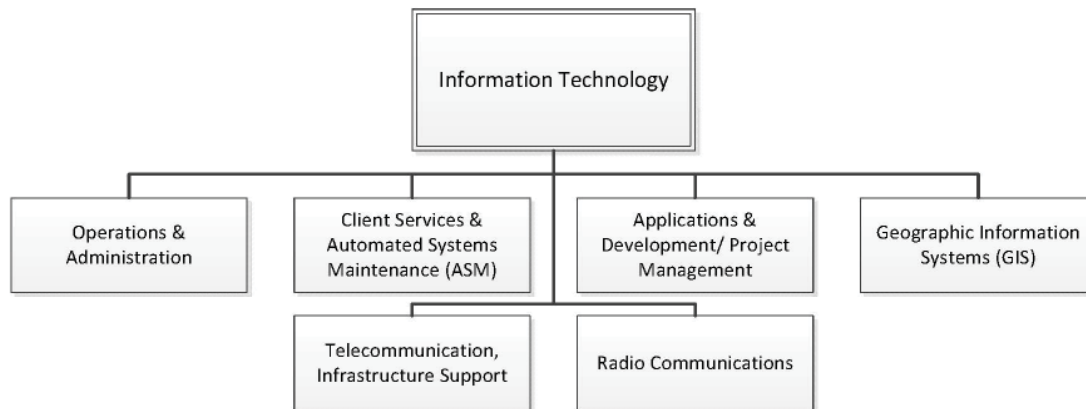 Information Technology
Operations &
Administration
Client Services &
Automated Systems
Maintenance (ASM)
Applications &
Development/ Project
Management
Geographic Information
Systems (GIS)
Telecommunication,
Infrastructure Support
Radio Communications